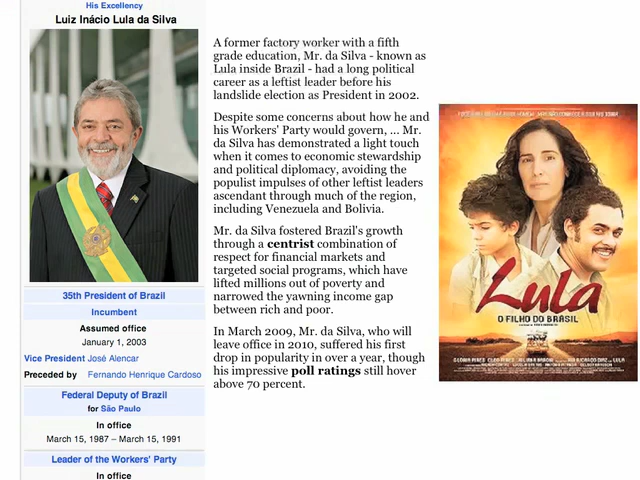 His Excellency
Luiz Inácio Lula da Silva
35th President of Brazil
Incumbent
Assumed office
January 1, 2003
Vice President José Alencar
Preceded by Fernando Henrique Cardoso
Federal Deputy of Brazil
for São Paulo
In office
March 15, 1987 – March 15, 1991
Leader of the Workers' Party
In office
A former factory worker with a fifth
grade education, Mr. da Silva - known as
Lula inside Brazil - had a long political
career as a leftist leader before his
landslide election as President in 2002.
Despite some concerns about how he and
his Workers' Party would govern, ... Mr.
da Silva has demonstrated a light touch
when it comes to economic stewardship
and political diplomacy, avoiding the
populist impulses of other leftist leaders
ascendant through much of the region,
including Venezuela and Bolivia.
Mr. da Silva fostered Brazil's growth
through a centrist combination of
respect for financial markets and
targeted social programs, which have
lifted millions out of poverty and
narrowed the yawning income gap
between rich and poor.
In March 2009, Mr. da Silva, who will
leave office in 2010, suffered his first
drop in popularity in over a year, though
his impressive poll ratings still hover
above 70 percent.
Lula
O FILHO DO BRASIL